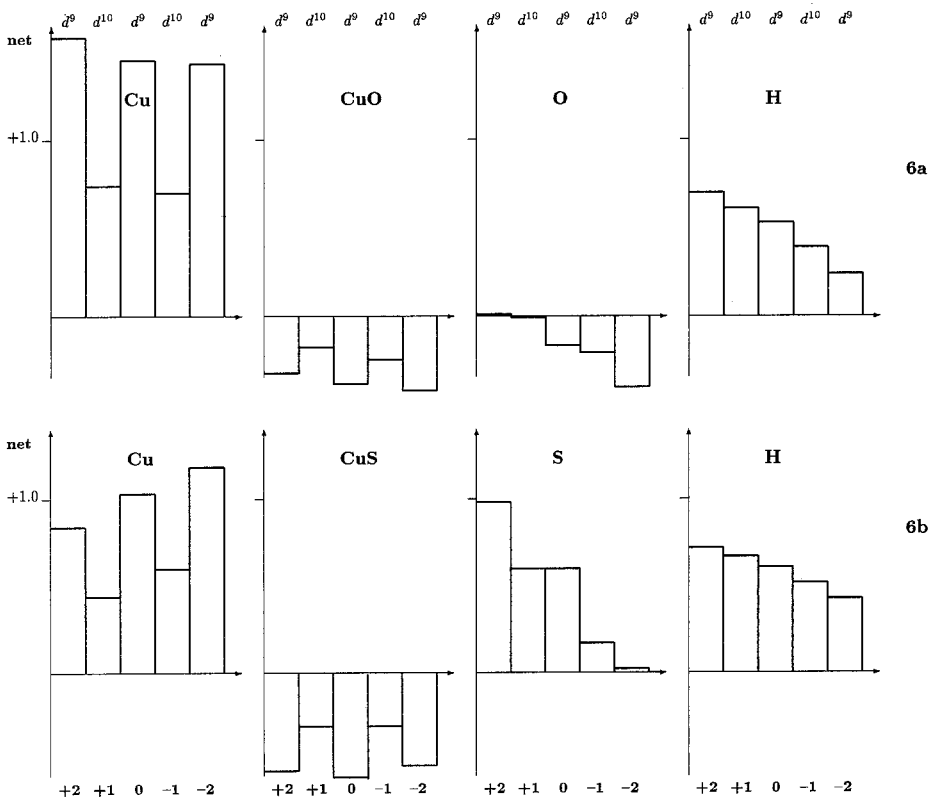 d⁹ d¹⁰ d⁹ d¹⁰ d⁹ d⁹ d¹⁰ d⁹ d¹⁰ d⁹ d⁹ d¹⁰ d⁹ d¹⁰ d⁹ d⁹ d¹⁰ d⁹ d¹⁰ d⁹
net
Cu CuO O H
+1.0
6a
net
Cu CuS S H
+1.0
6b
+2 +1 0 −1 −2 +2 +1 0 −1 −2 +2 +1 0 −1 −2 +2 +1 0 −1 −2